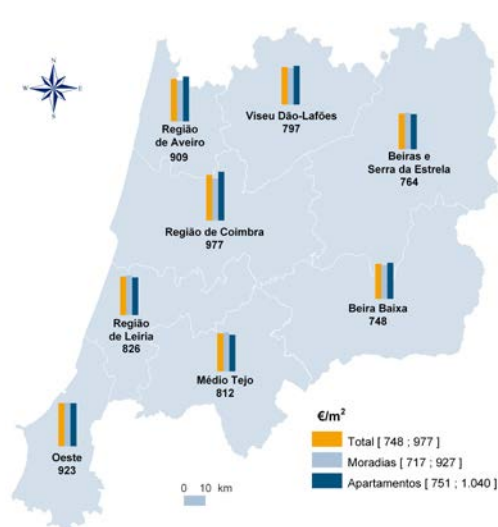 N
W
E
S
Região
de Aveiro
909
Viseu Dão-Lafões
797
Beiras e
Serra da Estrela
764
Região de Coimbra
977
Região
de Leiria
826
Beira Baixa
748
Médio Tejo
812
Oeste
923
€/m²
Total [ 748 ; 977 ]
Moradias [ 717 ; 927 ]
Apartamentos [ 751 ; 1.040 ]
0 10 km